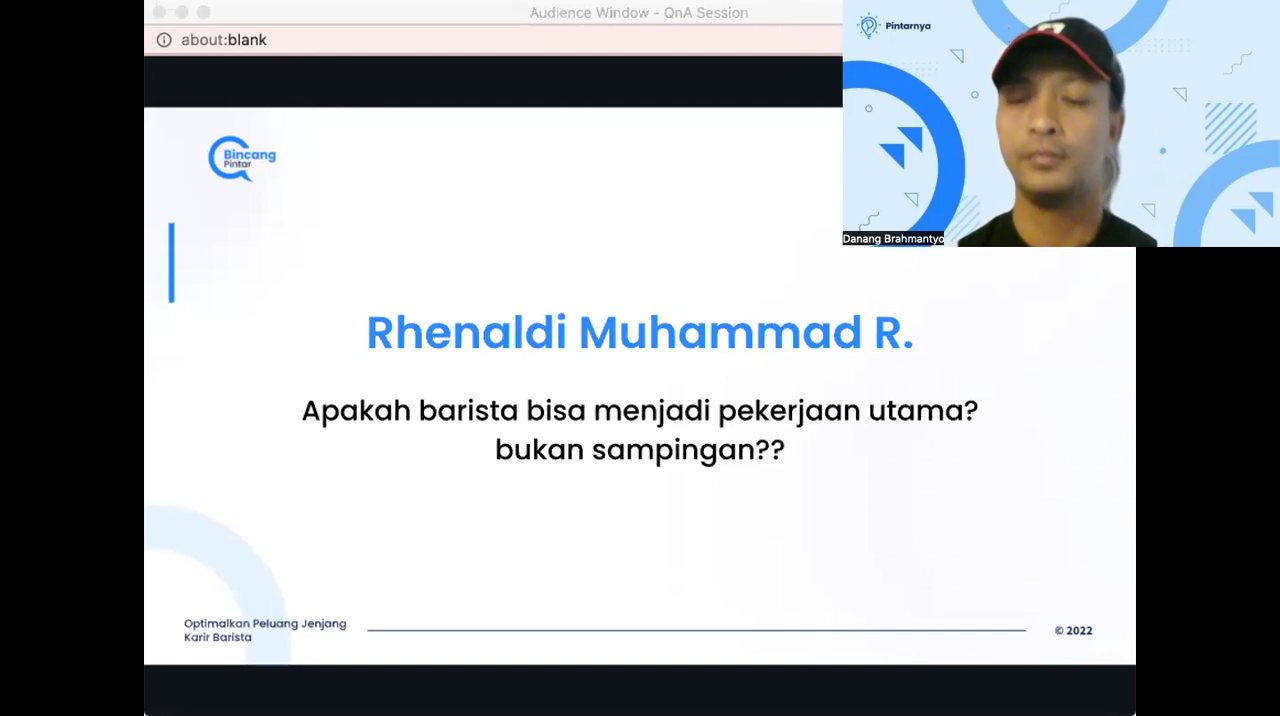 Audience Window - QnA Session
about:blank
Pintarnya
Danang Brahmantyo
Bincang
Pintar
Rhenaldi Muhammad R.
Apakah barista bisa menjadi pekerjaan utama?
bukan sampingan??
Optimalkan Peluang Jenjang
Karir Barista
© 2022